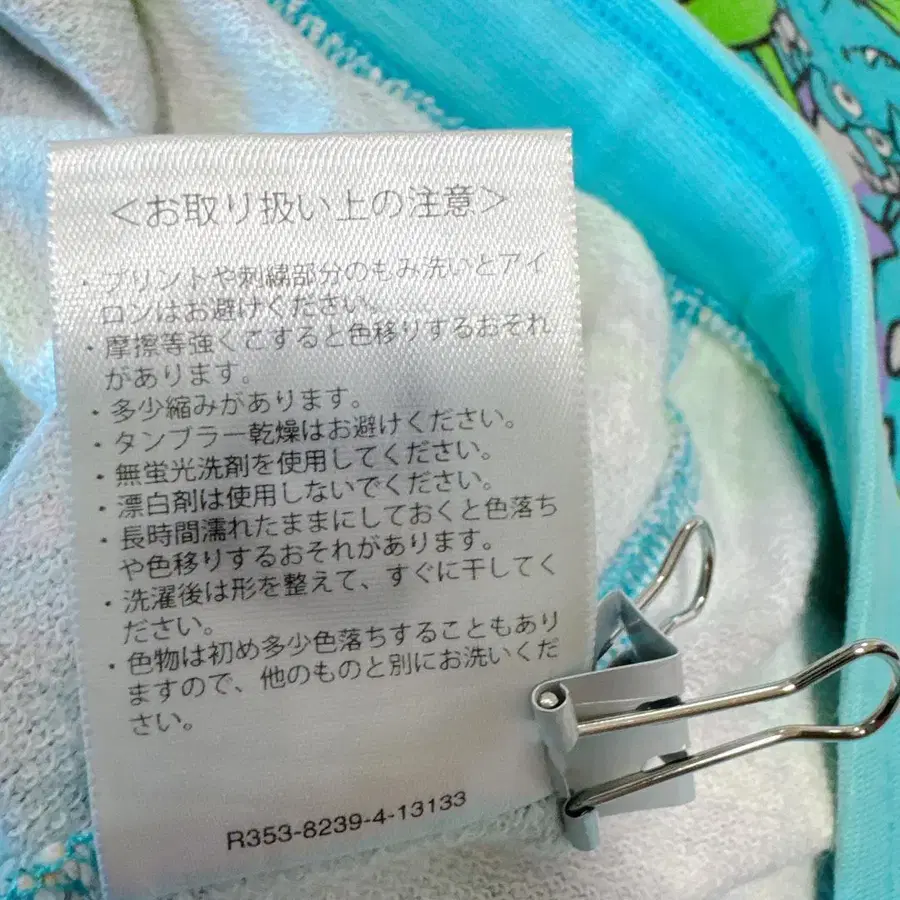 <お取り扱い上の注意>
・プリントや刺繍部分のもみ洗いとアイ
ロンはお避けください。
・摩擦等強くこすると色移りするおそれ
があります。
・多少縮みがあります。
・タンブラー乾燥はお避けください。
・無蛍光洗剤を使用してください。
・漂白剤は使用しないでください。
・長時間濡れたままにしておくと色落ち
や色移りするおそれがあります。
・洗濯後は形を整えて、すぐに干してく
ださい。
・色物は初め多少色落ちすることもあり
ますので、他のものと別にお洗いくだ
さい。
R353-8239-4-13133